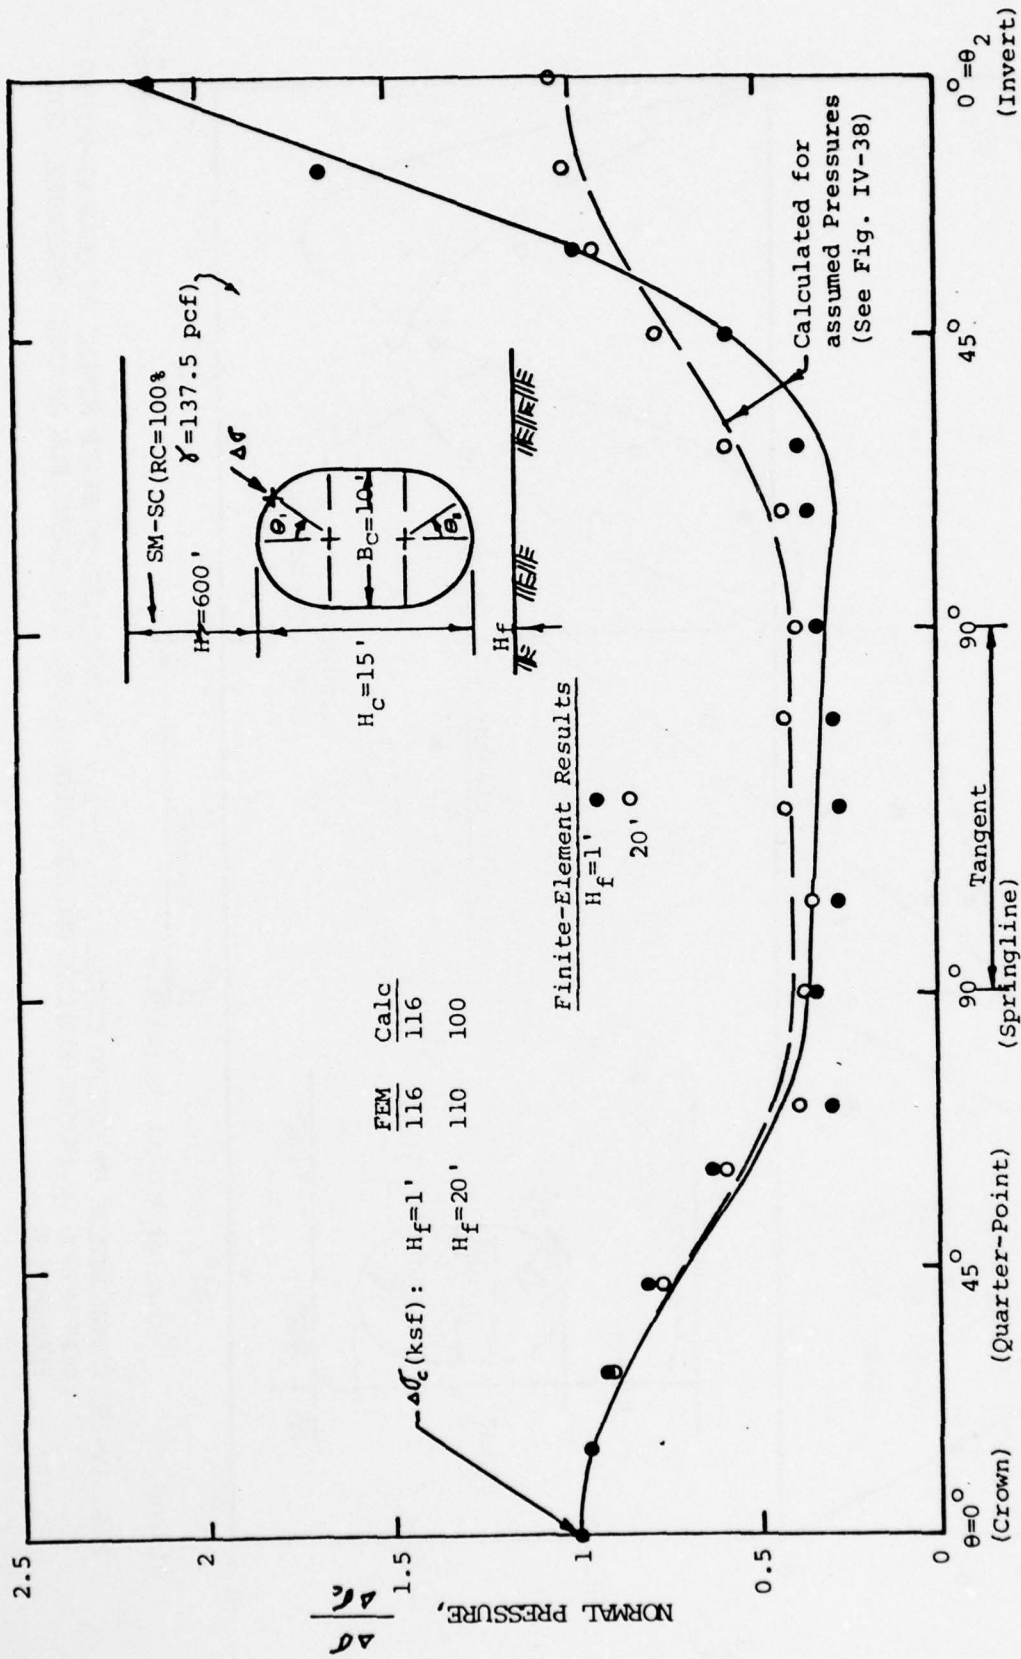 2.5
2
1.5
1
0.5
0
NORMAL PRESSURE, Δσ/Δσc
Δσc (ksf):
FEM Calc
Hf=1' 116 116
Hf=20' 110 100
SM-SC (RC=100%
γ=137.5 pcf)
H =600'
Δσ
θ1
Hc=15'
Bc=10'
θ2
Hf
Finite-Element Results
Hf=1' ●
20' ○
Calculated for
assumed Pressures
(See Fig. IV-38)
θ=0° 45° 90° 90° 45° 0°=θ2
Tangent
(Crown) (Quarter-Point) (Springline) (Invert)